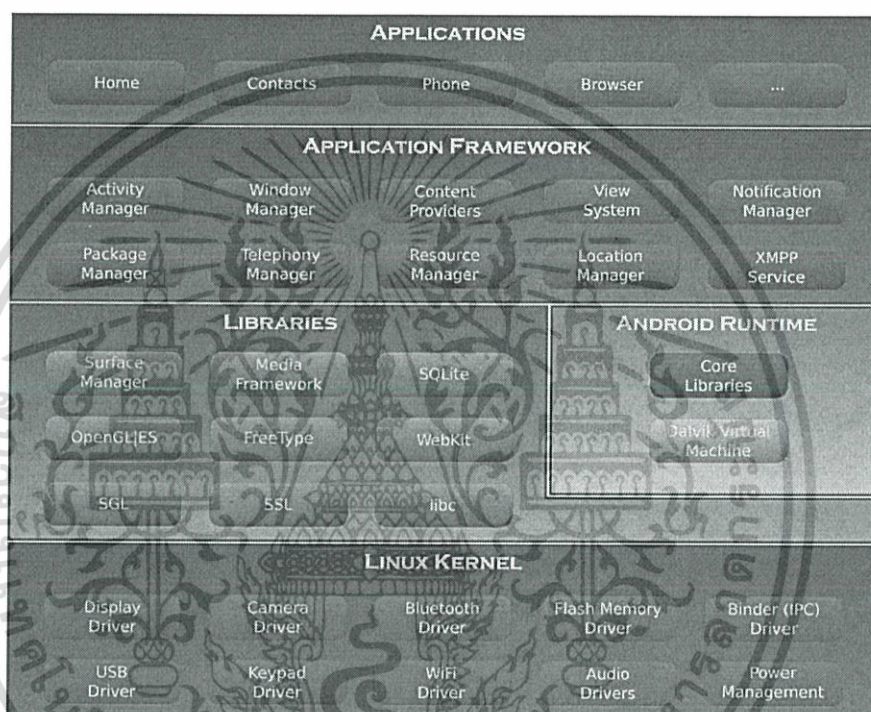 APPLICATIONS
Home Contacts Phone Browser ...
APPLICATION FRAMEWORK
Activity Manager
Window Manager
Content Providers
View System
Notification Manager
Package Manager
Telephony Manager
Resource Manager
Location Manager
XMPP Service
LIBRARIES
Surface Manager
Media Framework
SQLite
OpenGL|ES
FreeType
WebKit
SGL
SSL
libc
ANDROID RUNTIME
Core Libraries
Dalvik Virtual Machine
LINUX KERNEL
Display Driver
Camera Driver
Bluetooth Driver
Flash Memory Driver
Binder (IPC) Driver
USB Driver
Keypad Driver
WiFi Driver
Audio Drivers
Power Management